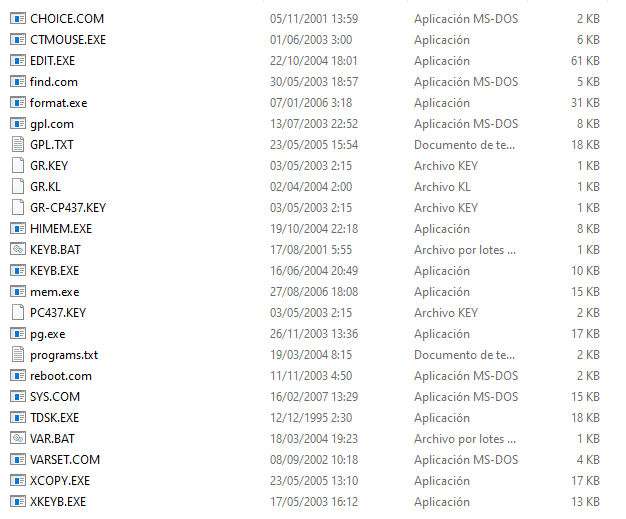 CHOICE.COM 05/11/2001 13:59 Aplicación MS-DOS 2 KB
CTMOUSE.EXE 01/06/2003 3:00 Aplicación 6 KB
EDIT.EXE 22/10/2004 18:01 Aplicación 61 KB
find.com 30/05/2003 18:57 Aplicación MS-DOS 5 KB
format.exe 07/01/2006 3:18 Aplicación 31 KB
gpl.com 13/07/2003 22:52 Aplicación MS-DOS 8 KB
GPL.TXT 23/05/2005 15:54 Documento de te... 18 KB
GR.KEY 03/05/2003 2:15 Archivo KEY 1 KB
GR.KL 02/04/2004 2:00 Archivo KL 1 KB
GR-CP437.KEY 03/05/2003 2:15 Archivo KEY 1 KB
HIMEM.EXE 19/10/2004 22:18 Aplicación 8 KB
KEYB.BAT 17/08/2001 5:55 Archivo por lotes ... 1 KB
KEYB.EXE 16/06/2004 20:49 Aplicación 10 KB
mem.exe 27/08/2006 18:08 Aplicación 15 KB
PC437.KEY 03/05/2003 2:15 Archivo KEY 2 KB
pg.exe 26/11/2003 13:36 Aplicación 17 KB
programs.txt 19/03/2004 8:15 Documento de te... 2 KB
reboot.com 11/11/2003 4:50 Aplicación MS-DOS 2 KB
SYS.COM 16/02/2007 13:29 Aplicación MS-DOS 15 KB
TDSK.EXE 12/12/1995 2:30 Aplicación 18 KB
VAR.BAT 18/03/2004 19:23 Archivo por lotes ... 1 KB
VARSET.COM 08/09/2002 10:18 Aplicación MS-DOS 4 KB
XCOPY.EXE 23/05/2005 13:10 Aplicación 17 KB
XKEYB.EXE 17/05/2003 16:12 Aplicación 13 KB